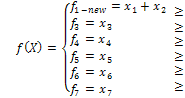 f(X) =
f₁₋new = x₁ + x₂ ≥
f₃ = x₃ ≥
f₄ = x₄ ≥
f₅ = x₅ ≥
f₆ = x₆ ≥
f₇ = x₇ ≥